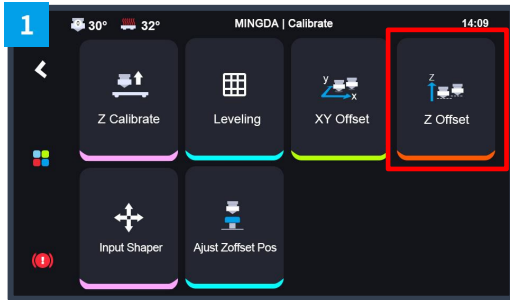 1
30° 32° MINGDA | Calibrate 14:09
Z Calibrate Leveling XY Offset Z Offset
Input Shaper Ajust Zoffset Pos